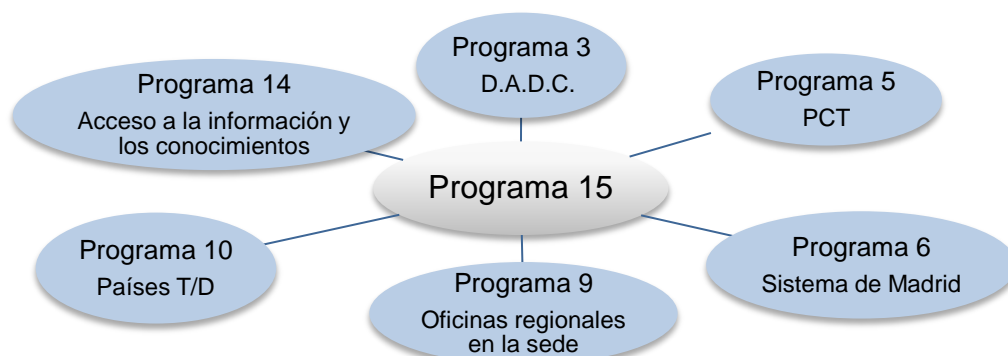 Programa 3
D.A.D.C.
Programa 14
Acceso a la información y
los conocimientos
Programa 5
PCT
Programa 15
Programa 10
Países T/D
Programa 9
Oficinas regionales
en la sede
Programa 6
Sistema de Madrid